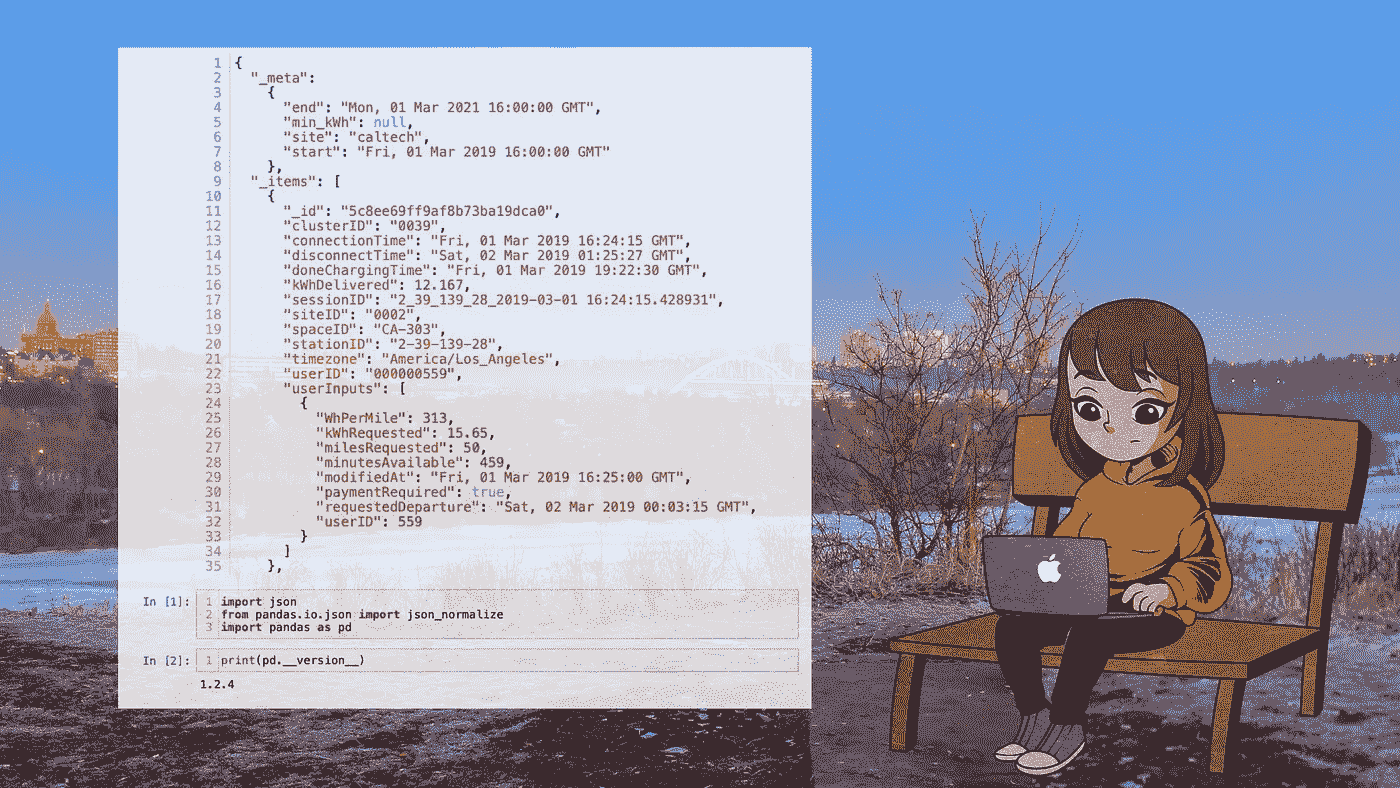 1 {
2 "_meta":
3 {
4 "end": "Mon, 01 Mar 2021 16:00:00 GMT",
5 "min_kWh": null,
6 "site": "caltech",
7 "start": "Fri, 01 Mar 2019 16:00:00 GMT"
8 },
9 "_items": [
10 {
11 "_id": "5c8ee69ff9af8b73ba19dca0",
12 "clusterID": "0039",
13 "connectionTime": "Fri, 01 Mar 2019 16:24:15 GMT",
14 "disconnectTime": "Sat, 02 Mar 2019 01:25:27 GMT",
15 "doneChargingTime": "Fri, 01 Mar 2019 19:22:30 GMT",
16 "kWhDelivered": 12.167,
17 "sessionID": "2_39_139_28_2019-03-01 16:24:15.428931",
18 "siteID": "0002",
19 "spaceID": "CA-303",
20 "stationID": "2-39-139-28",
21 "timezone": "America/Los_Angeles",
22 "userID": "000000559",
23 "userInputs": [
24 {
25 "WhPerMile": 313,
26 "kWhRequested": 15.65,
27 "milesRequested": 50,
28 "minutesAvailable": 459,
29 "modifiedAt": "Fri, 01 Mar 2019 16:25:00 GMT",
30 "paymentRequired": true,
31 "requestedDeparture": "Sat, 02 Mar 2019 00:03:15 GMT",
32 "userID": 559
33 }
34 ]
35 },
In [1]: 1 import json
2 from pandas.io.json import json_normalize
3 import pandas as pd
In [2]: 1 print(pd.__version__)
1.2.4